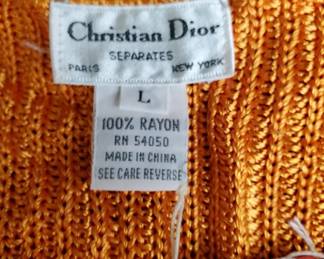 Christian Dior
SEPARATES
PARIS NEW YORK
L
100% RAYON
RN 54050
MADE IN CHINA
SEE CARE REVERSE